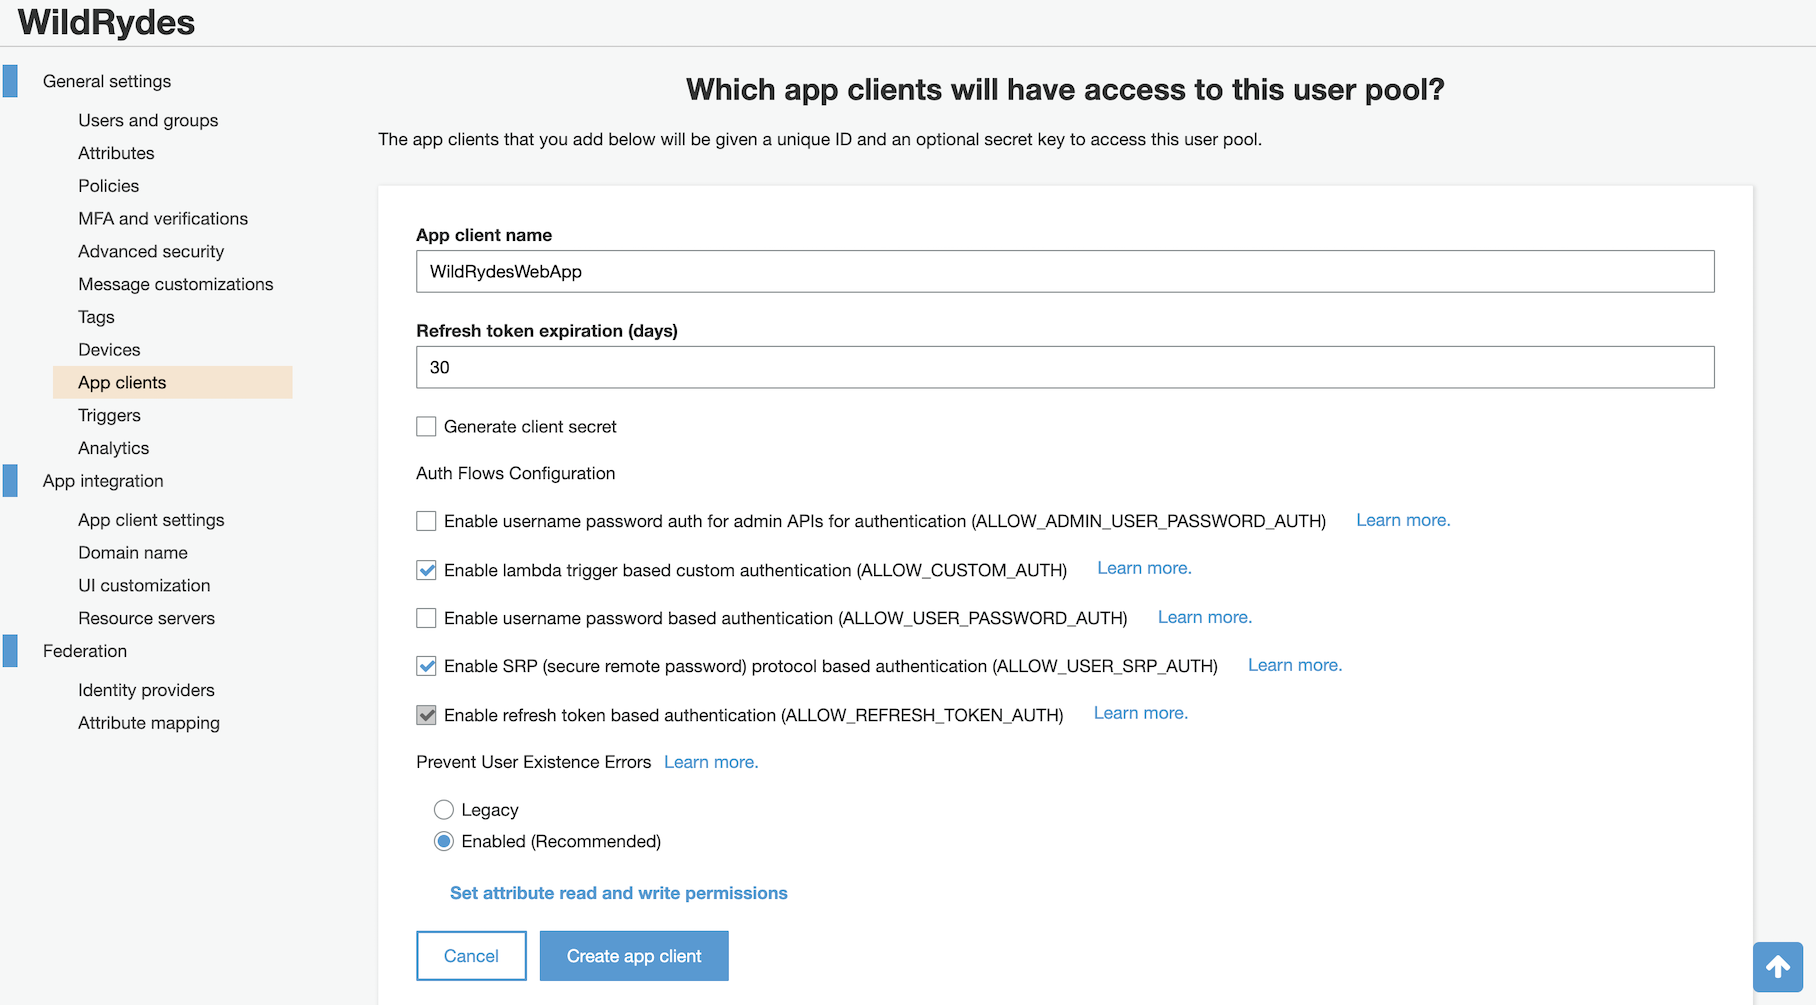 WildRydes
General settings
Users and groups
Attributes
Policies
MFA and verifications
Advanced security
Message customizations
Tags
Devices
App clients
Triggers
Analytics
App integration
App client settings
Domain name
UI customization
Resource servers
Federation
Identity providers
Attribute mapping
Which app clients will have access to this user pool?
The app clients that you add below will be given a unique ID and an optional secret key to access this user pool.
App client name
WildRydesWebApp
Refresh token expiration (days)
30
Generate client secret
Auth Flows Configuration
Enable username password auth for admin APIs for authentication (ALLOW_ADMIN_USER_PASSWORD_AUTH) Learn more.
Enable lambda trigger based custom authentication (ALLOW_CUSTOM_AUTH) Learn more.
Enable username password based authentication (ALLOW_USER_PASSWORD_AUTH) Learn more.
Enable SRP (secure remote password) protocol based authentication (ALLOW_USER_SRP_AUTH) Learn more.
Enable refresh token based authentication (ALLOW_REFRESH_TOKEN_AUTH) Learn more.
Prevent User Existence Errors Learn more.
Legacy
Enabled (Recommended)
Set attribute read and write permissions
Cancel Create app client